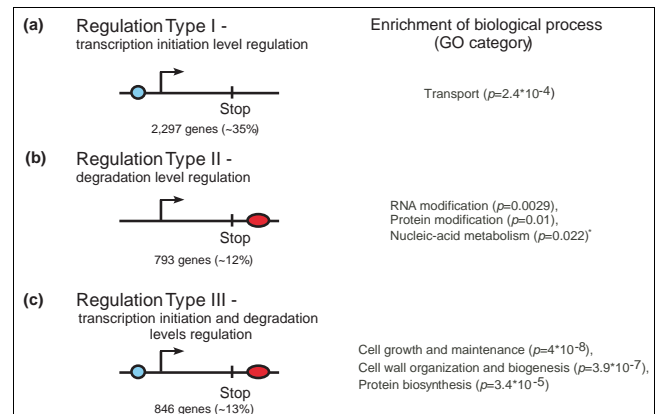 (a) Regulation Type I -
transcription initiation level regulation
Enrichment of biological process
(GO category)
Stop
2,297 genes (~35%)
Transport (p=2.4*10-4)
(b) Regulation Type II -
degradation level regulation
Stop
793 genes (~12%)
RNA modification (p=0.0029),
Protein modification (p=0.01),
Nucleic-acid metabolism (p=0.022)*
(c) Regulation Type III -
transcription initiation and degradation
levels regulation
Stop
846 genes (~13%)
Cell growth and maintenance (p=4*10-8),
Cell wall organization and biogenesis (p=3.9*10-7),
Protein biosynthesis (p=3.4*10-5)